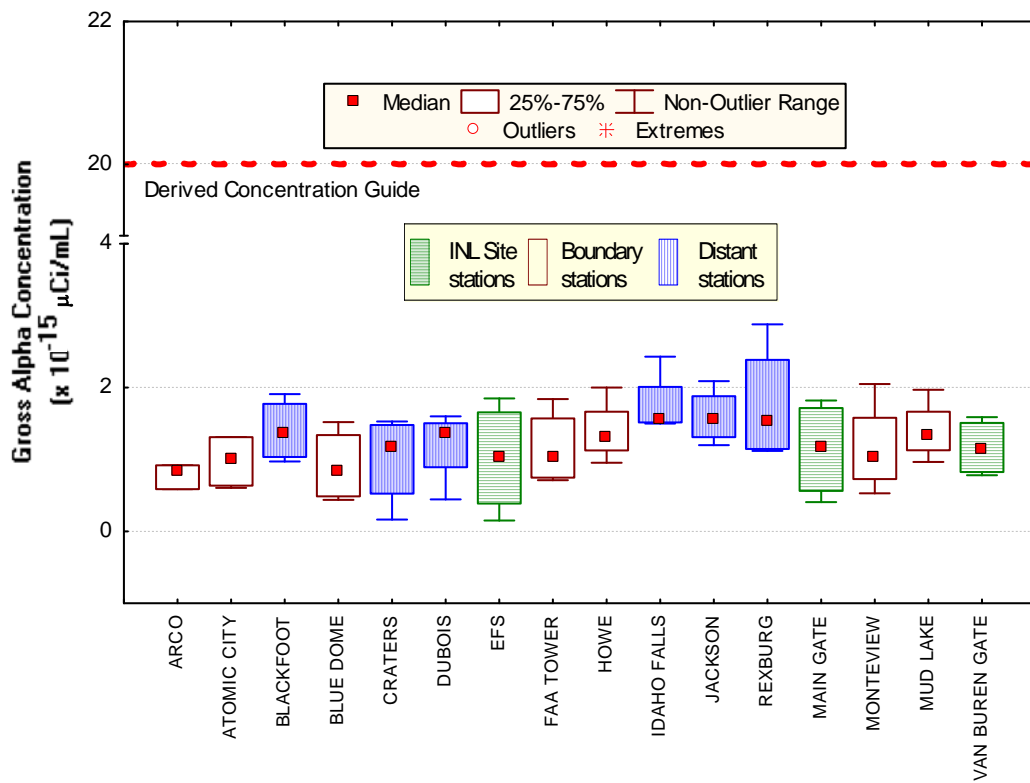 22
Median 25%-75% Non-Outlier Range
Outliers Extremes
20
Derived Concentration Guide
4
INL Site stations
Boundary stations
Distant stations
Gross Alpha Concentration
(x 10⁻¹⁵ µCi/mL)
2
0
ARCO
ATOMIC CITY
BLACKFOOT
BLUE DOME
CRATERS
DUBOIS
EFS
FAA TOWER
HOWE
IDAHO FALLS
JACKSON
REXBURG
MAIN GATE
MONTEVIEW
MUD LAKE
VAN BUREN GATE